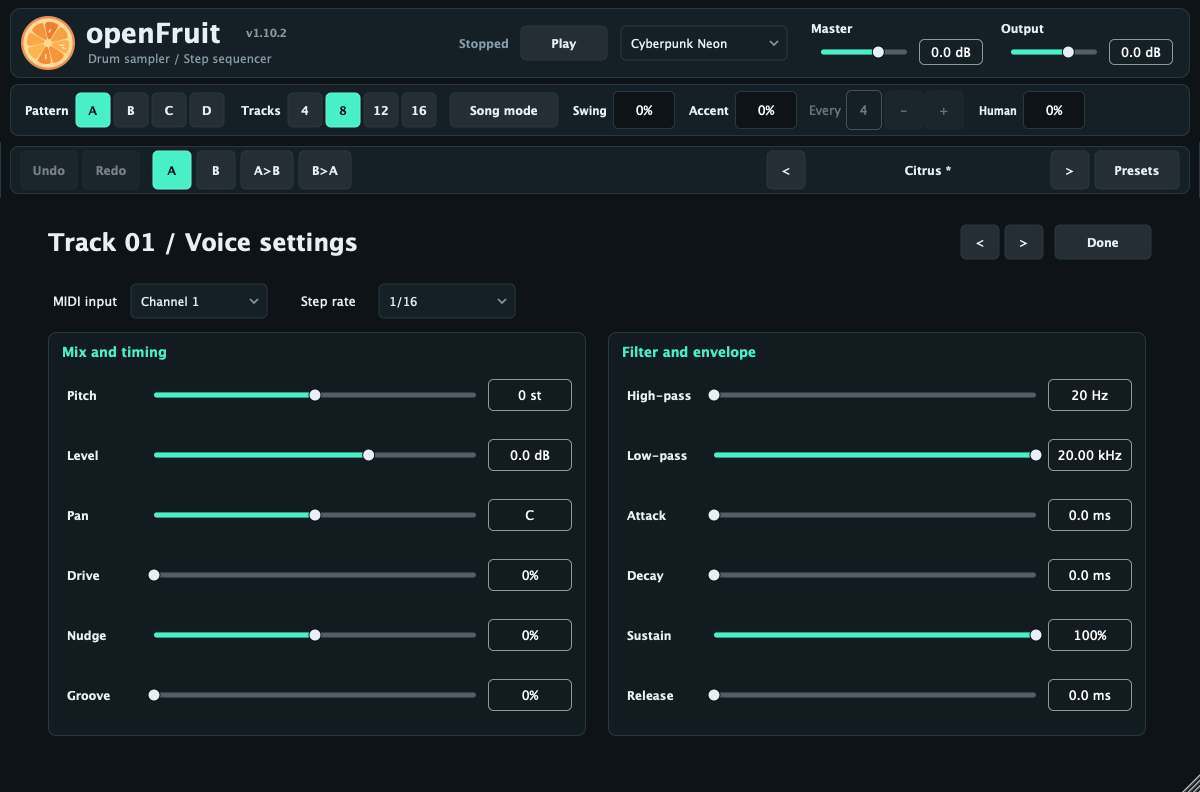 openFruit v1.10.2
Drum sampler / Step sequencer
Stopped Play Cyberpunk Neon Master 0.0 dB Output 0.0 dB
Pattern A B C D Tracks 4 8 12 16 Song mode Swing 0% Accent 0% Every 4 - + Human 0%
Undo Redo A B A>B B>A < Citrus * > Presets
Track 01 / Voice settings < > Done
MIDI input Channel 1 Step rate 1/16
Mix and timing
Pitch 0 st
Level 0.0 dB
Pan C
Drive 0%
Nudge 0%
Groove 0%
Filter and envelope
High-pass 20 Hz
Low-pass 20.00 kHz
Attack 0.0 ms
Decay 0.0 ms
Sustain 100%
Release 0.0 ms